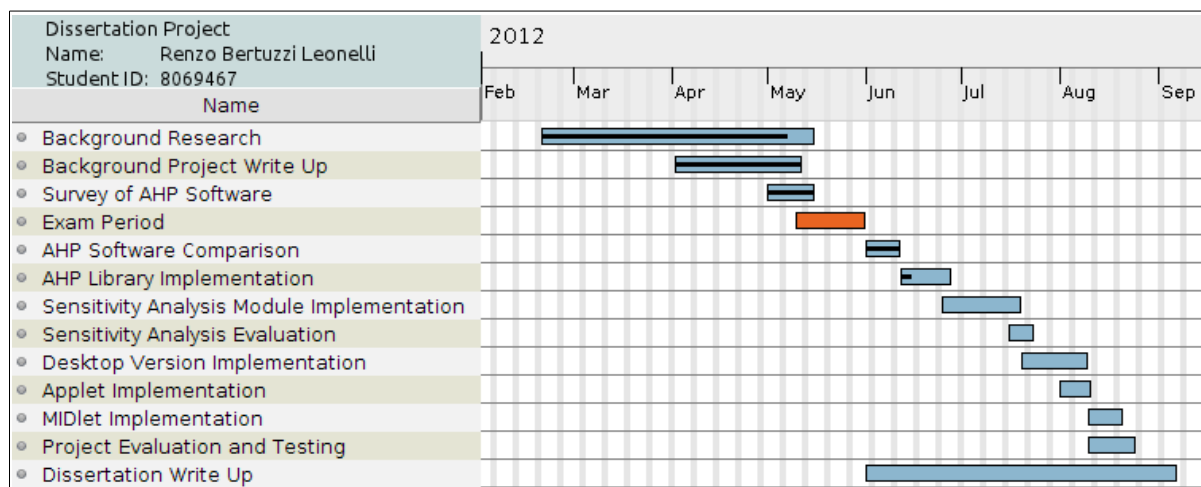 Dissertation Project
Name: Renzo Bertuzzi Leonelli
Student ID: 8069467
Name
2012
Feb Mar Apr May Jun Jul Aug Sep
Background Research
Background Project Write Up
Survey of AHP Software
Exam Period
AHP Software Comparison
AHP Library Implementation
Sensitivity Analysis Module Implementation
Sensitivity Analysis Evaluation
Desktop Version Implementation
Applet Implementation
MIDlet Implementation
Project Evaluation and Testing
Dissertation Write Up